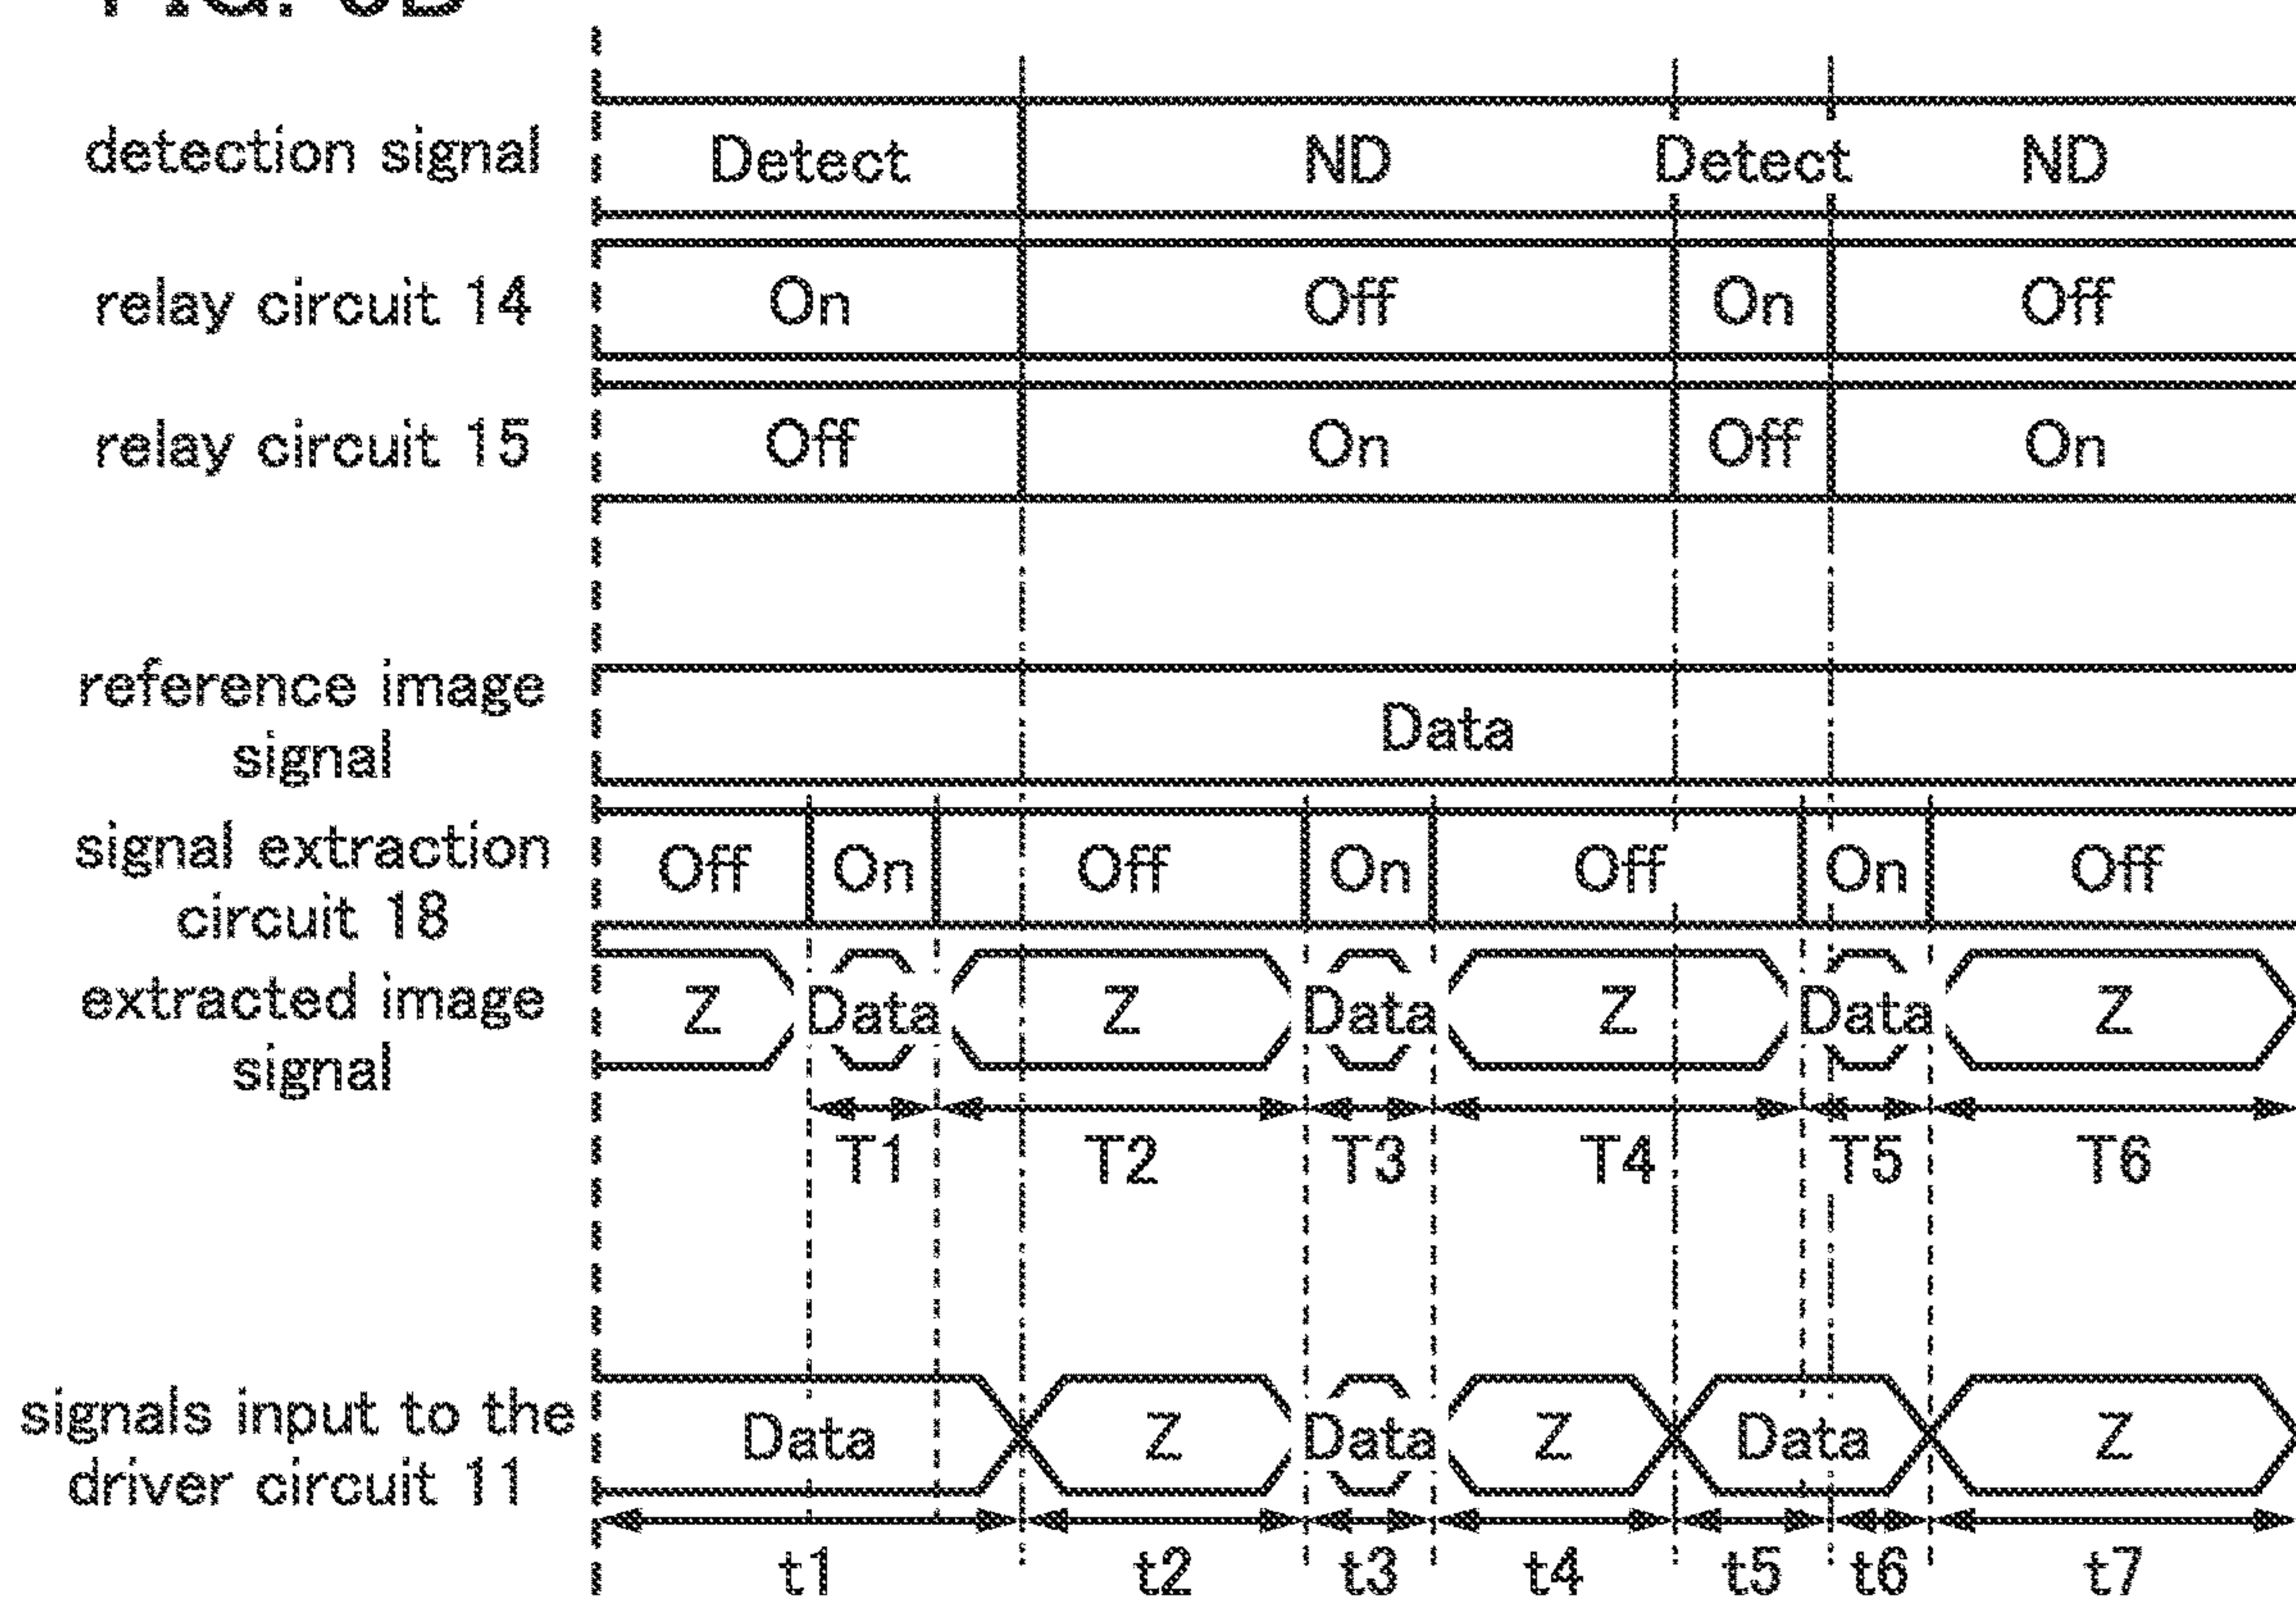 detection signal Detect ND Detect ND
relay circuit 14 On Off On Off
relay circuit 15 Off On Off On
reference image
signal
Data
signal extraction
circuit 18
Off On Off On Off On Off
extracted image
signal
Z Data Z Data Z Data Z
T1 T2 T3 T4 T5 T6
signals input to the
driver circuit 11
Data Z Data Z Data Z
t1 t2 t3 t4 t5 t6 t7